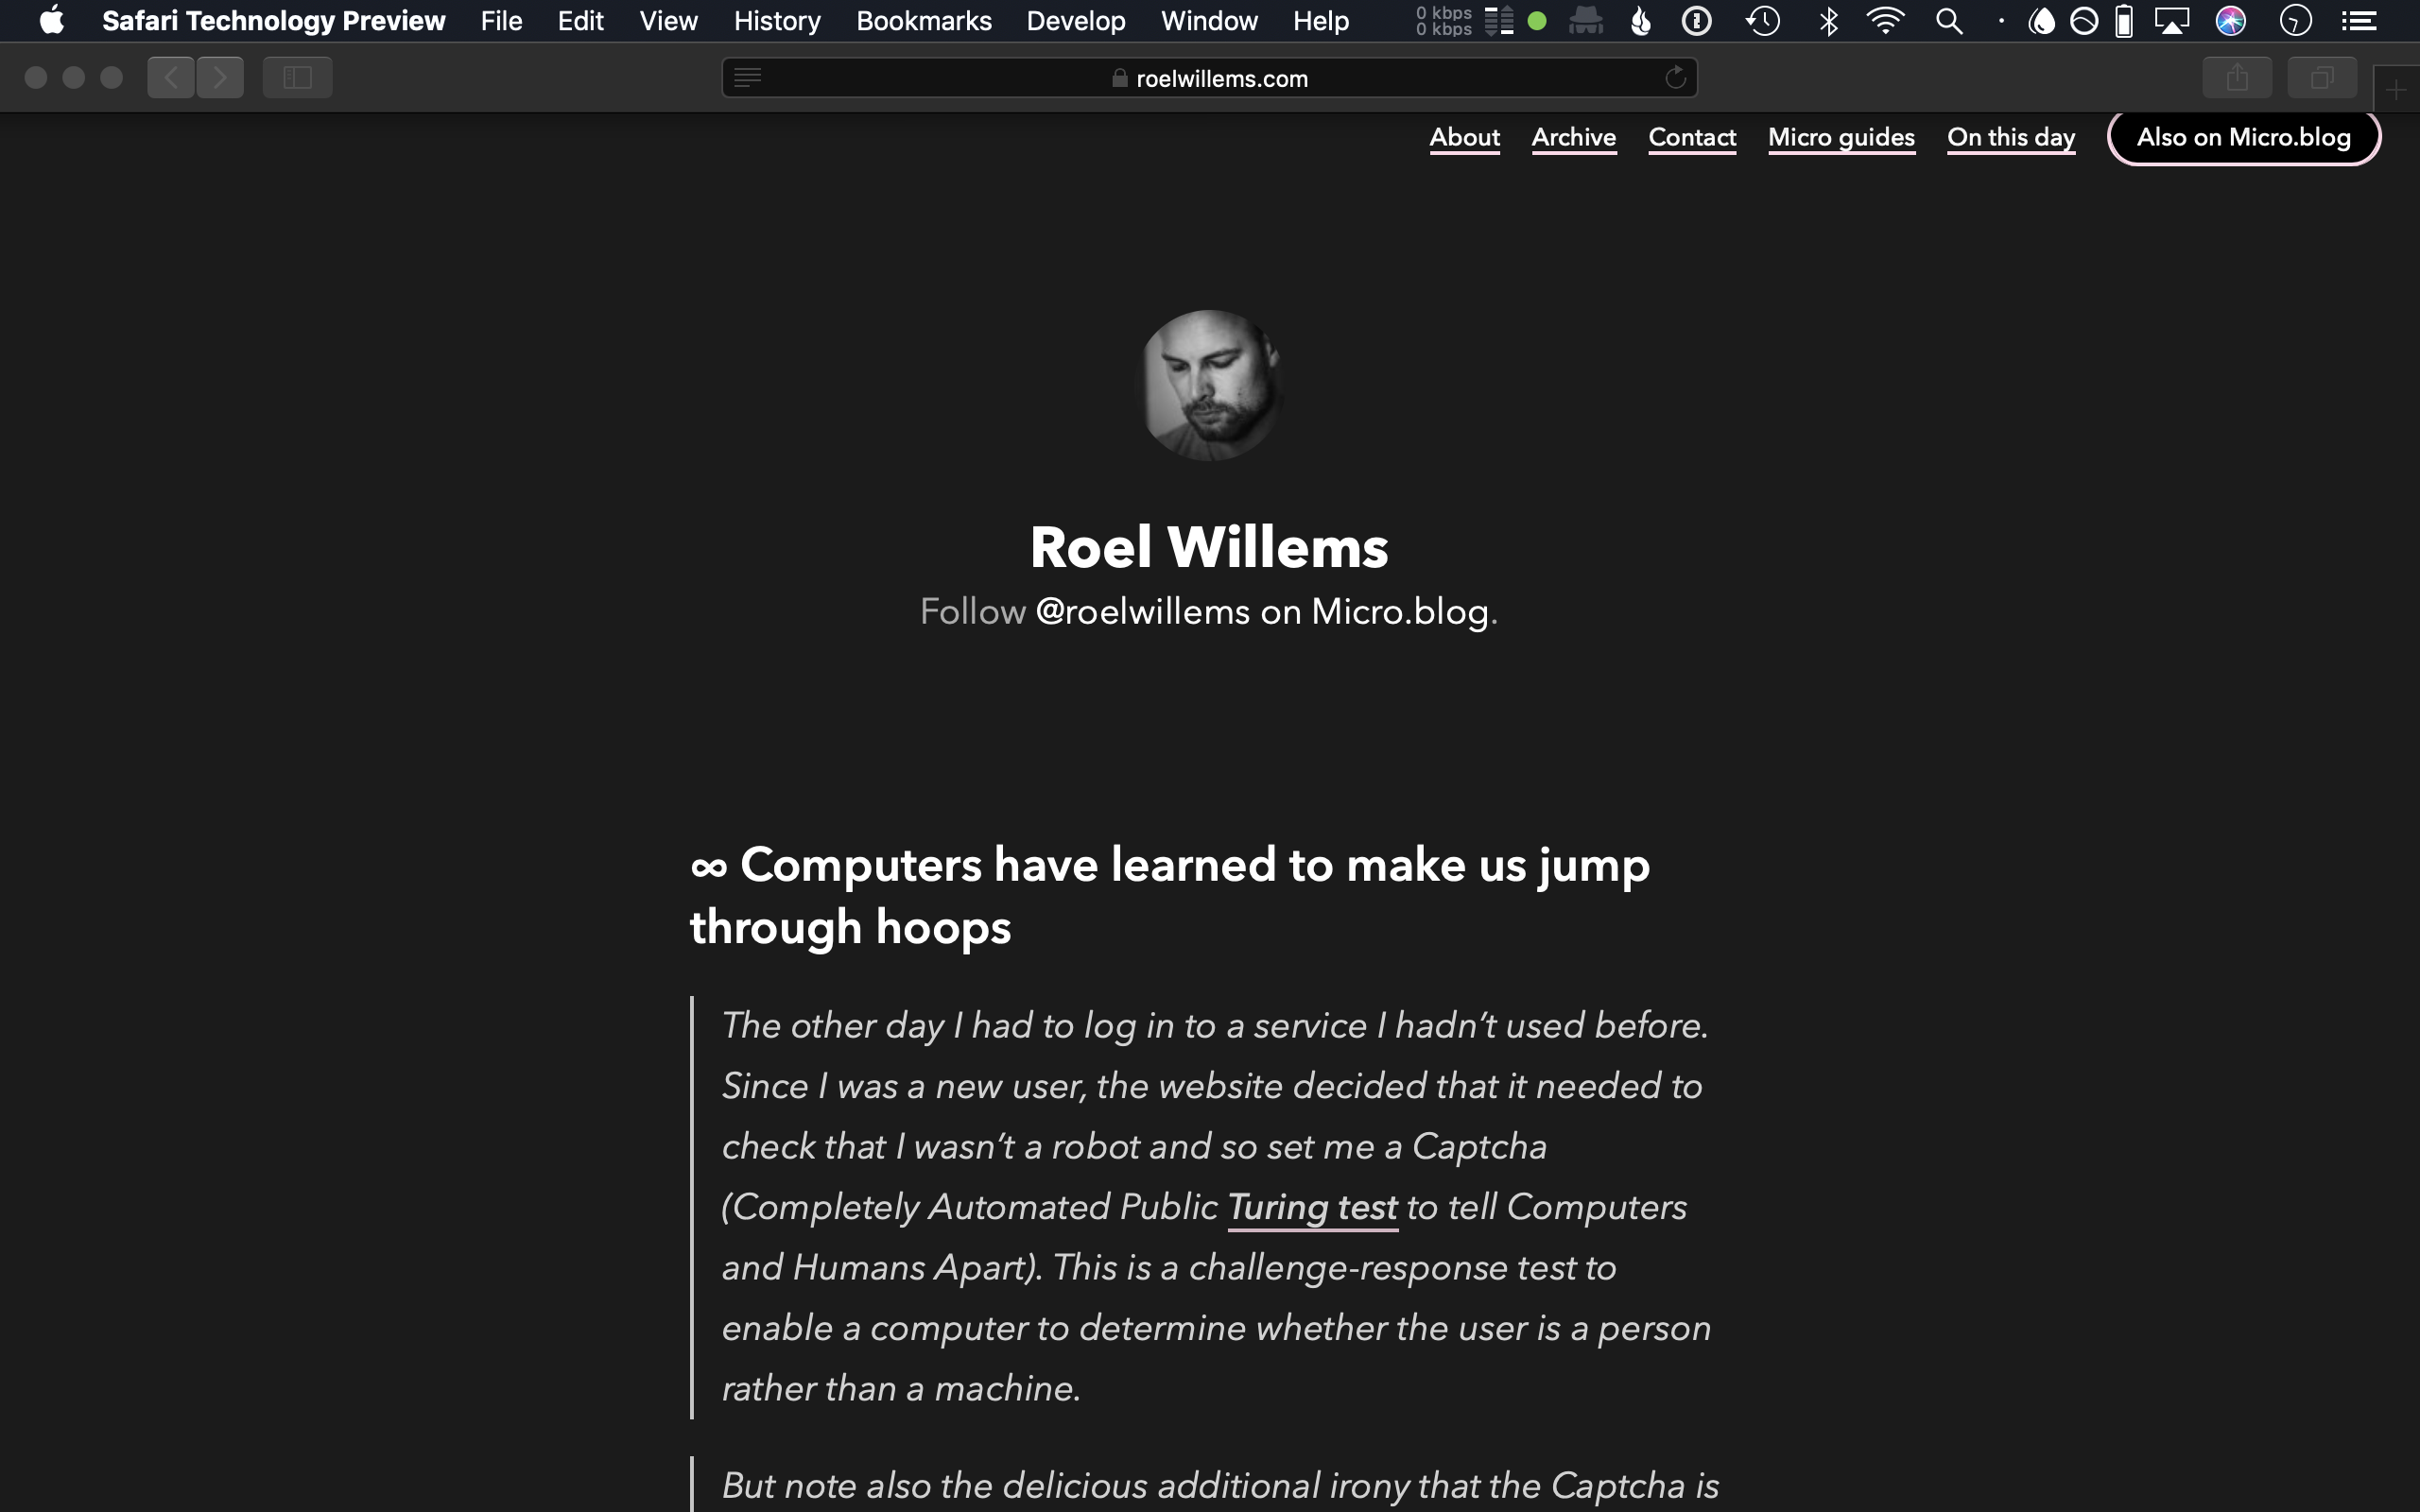 Safari Technology Preview File Edit View History Bookmarks Develop Window Help 0 kbps
0 kbps
roelwillems.com
About Archive Contact Micro guides On this day Also on Micro.blog
Roel Willems
Follow @roelwillems on Micro.blog.
∞ Computers have learned to make us jump
through hoops
The other day I had to log in to a service I hadn’t used before.
Since I was a new user, the website decided that it needed to
check that I wasn’t a robot and so set me a Captcha
(Completely Automated Public Turing test to tell Computers
and Humans Apart). This is a challenge-response test to
enable a computer to determine whether the user is a person
rather than a machine.
But note also the delicious additional irony that the Captcha is